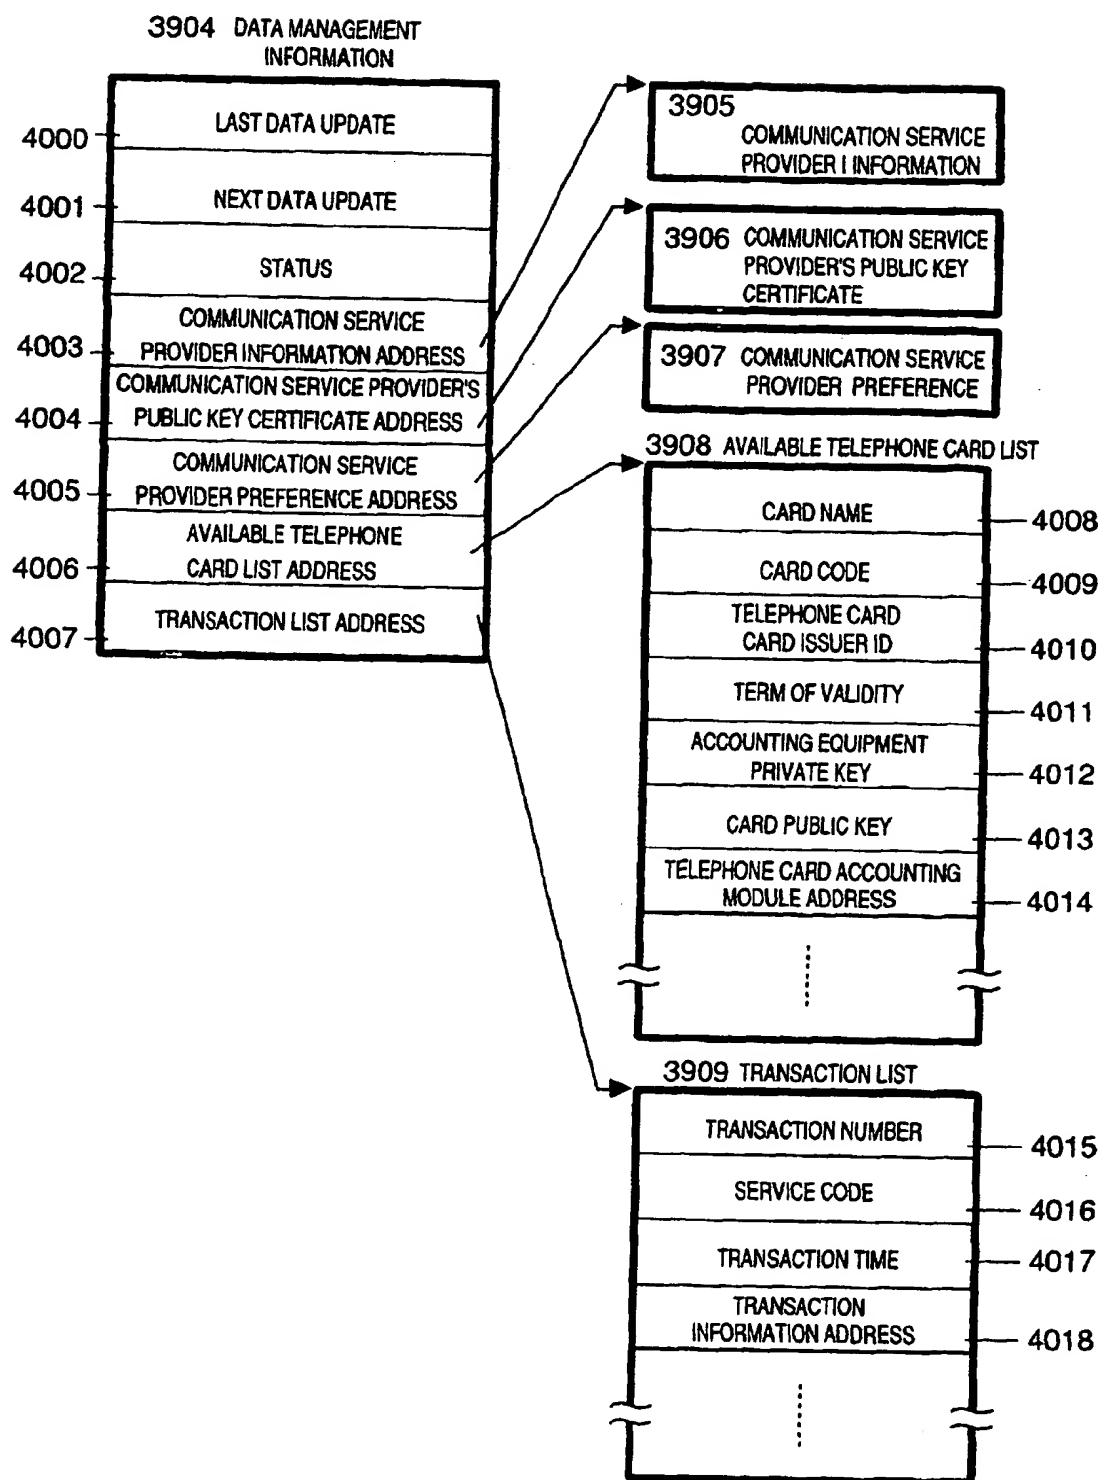 3904 DATA MANAGEMENT
INFORMATION
4000 LAST DATA UPDATE
4001 NEXT DATA UPDATE
4002 STATUS
COMMUNICATION SERVICE
4003 PROVIDER INFORMATION ADDRESS
COMMUNICATION SERVICE PROVIDER'S
4004 PUBLIC KEY CERTIFICATE ADDRESS
COMMUNICATION SERVICE
4005 PROVIDER PREFERENCE ADDRESS
AVAILABLE TELEPHONE
4006 CARD LIST ADDRESS
4007 TRANSACTION LIST ADDRESS
3905
COMMUNICATION SERVICE
PROVIDER I INFORMATION
3906 COMMUNICATION SERVICE
PROVIDER'S PUBLIC KEY
CERTIFICATE
3907 COMMUNICATION SERVICE
PROVIDER PREFERENCE
3908 AVAILABLE TELEPHONE CARD LIST
CARD NAME 4008
CARD CODE 4009
TELEPHONE CARD
CARD ISSUER ID 4010
TERM OF VALIDITY 4011
ACCOUNTING EQUIPMENT
PRIVATE KEY 4012
CARD PUBLIC KEY 4013
TELEPHONE CARD ACCOUNTING
MODULE ADDRESS 4014
3909 TRANSACTION LIST
TRANSACTION NUMBER 4015
SERVICE CODE 4016
TRANSACTION TIME 4017
TRANSACTION
INFORMATION ADDRESS 4018